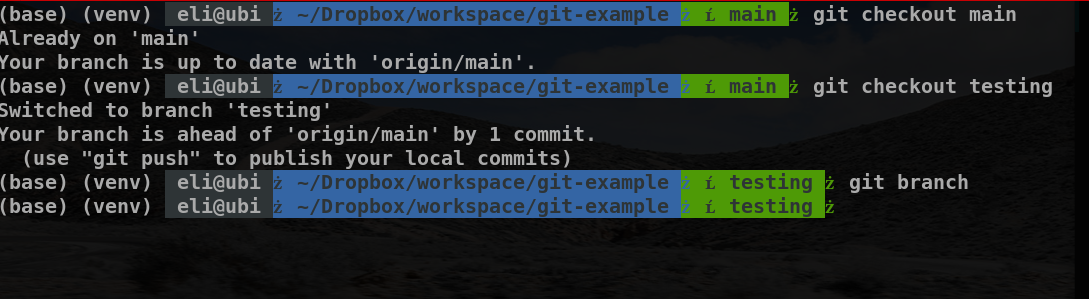 (base) (venv) eli@ubi ż ~/Dropbox/workspace/git-example ż ĹŻ main ż git checkout main
Already on 'main'
Your branch is up to date with 'origin/main'.
(base) (venv) eli@ubi ż ~/Dropbox/workspace/git-example ż Ĺ main ż git checkout testing
Switched to branch 'testing'
Your branch is ahead of 'origin/main' by 1 commit.
(use "git push" to publish your local commits)
(base) (venv) eli@ubi ż ~/Dropbox/workspace/git-example ż Ĺ testing ż git branch
(base) (venv) eli@ubi ż ~/Dropbox/workspace/git-example ż Ĺ testing ż